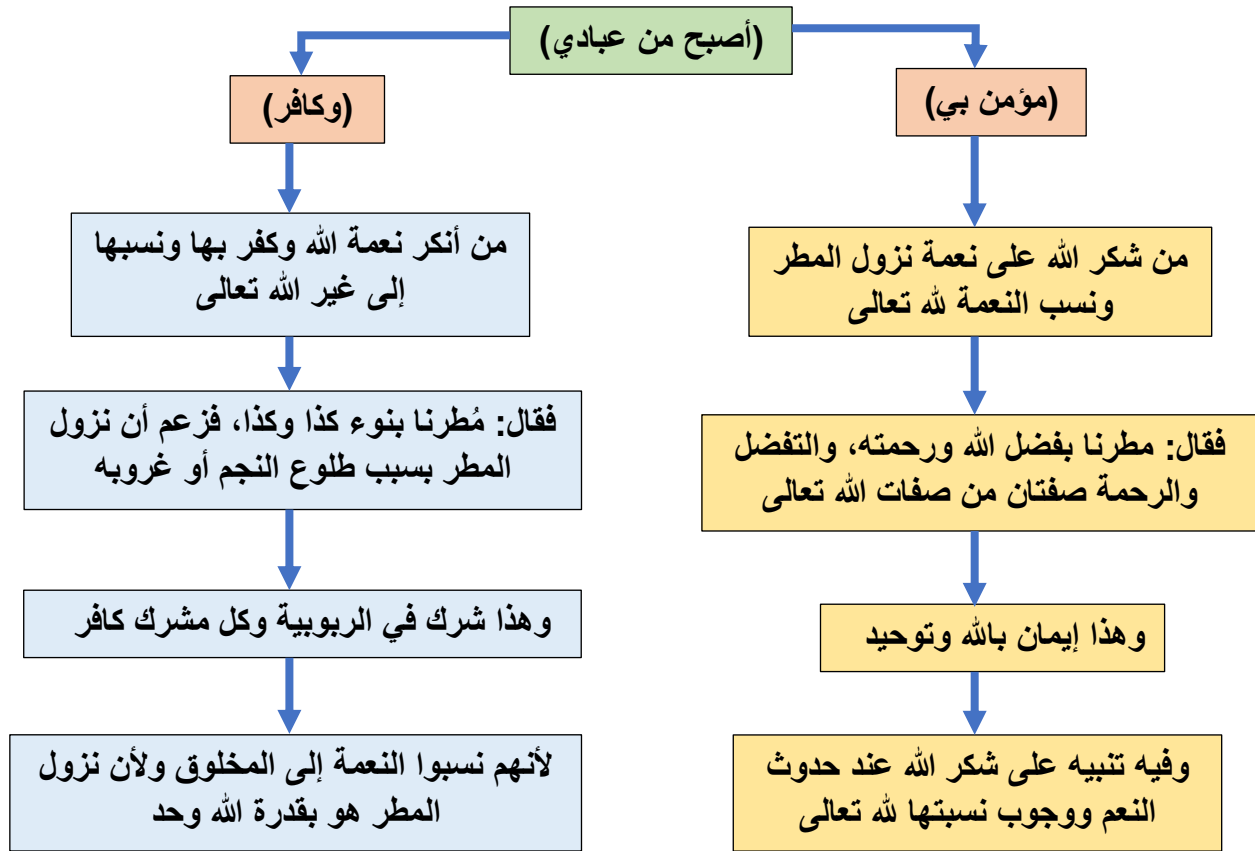 (أصبح من عبادي)
(مؤمن بي)
من شكر الله على نعمة نزول المطر
ونسب النعمة لله تعالى
فقال: مطرنا بفضل الله ورحمته، والتفضل
والرحمة صفتان من صفات الله تعالى
وهذا إيمان بالله وتوحيد
وفيه تنبيه على شكر الله عند حدوث
النعم ووجوب نسبتها لله تعالى
(وكافر)
من أنكر نعمة الله وكفر بها ونسبها
إلى غير الله تعالى
فقال: مُطرنا بنوء كذا وكذا، فزعم أن نزول
المطر بسبب طلوع النجم أو غروبه
وهذا شرك في الربوبية وكل مشرك كافر
لأنهم نسبوا النعمة إلى المخلوق ولأن نزول
المطر هو بقدرة الله وحد